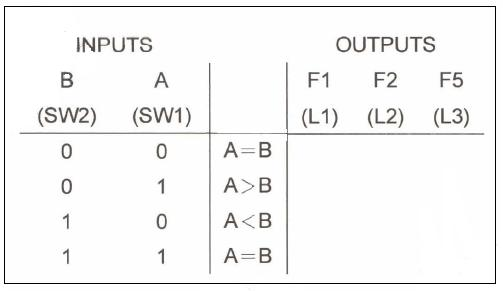 INPUTS OUTPUTS
B A F1 F2 F5
(SW2) (SW1) (L1) (L2) (L3)
0 0 A=B
0 1 A>B
1 0 A<B
1 1 A=B